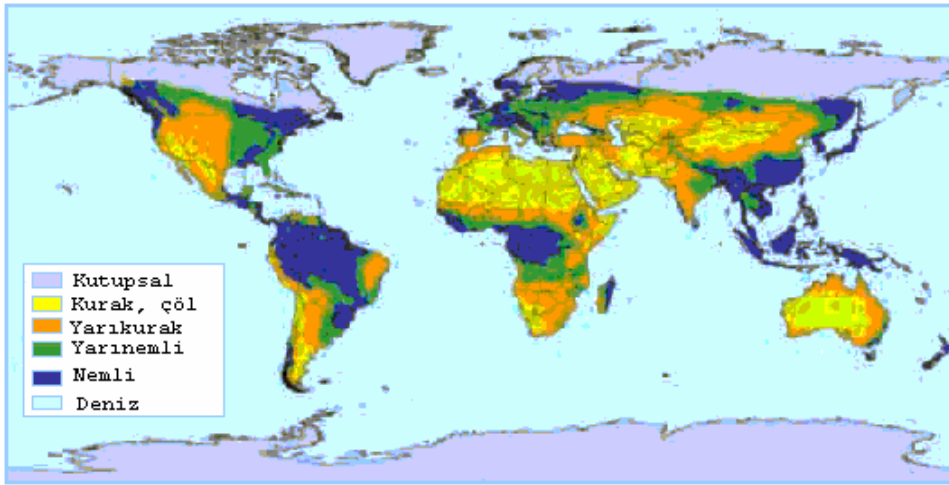 Kutupsal
Kurak, çöl
Yarıkurak
Yarınemli
Nemli
Deniz